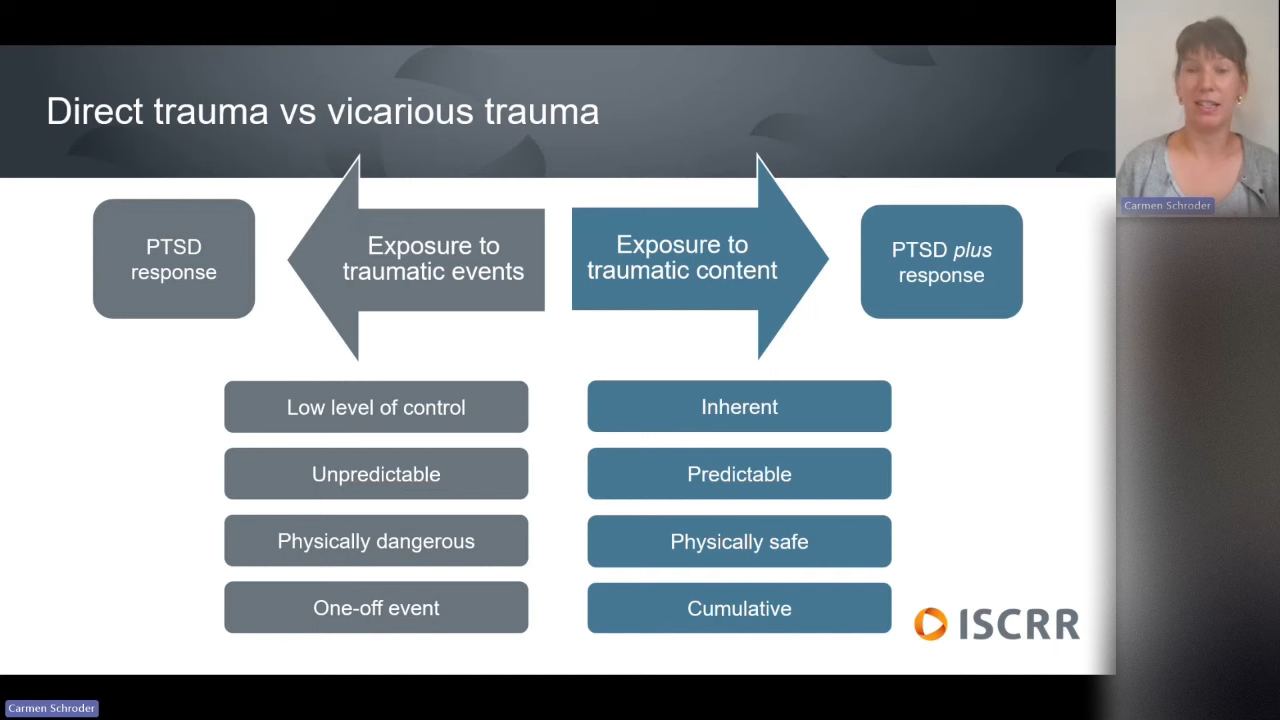 Direct trauma vs vicarious trauma
PTSD
response
Exposure to
traumatic events
Exposure to
traumatic content
PTSD plus
response
Low level of control
Inherent
Unpredictable
Predictable
Physically dangerous
Physically safe
One-off event
Cumulative
ISCRR
Carmen Schroder
Carmen Schroder